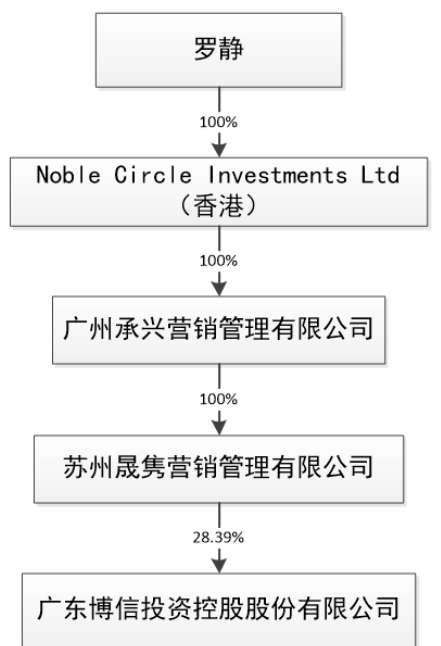 罗静
100%
Noble Circle Investments Ltd
（香港）
100%
广州承兴营销管理有限公司
100%
苏州晟隽营销管理有限公司
28.39%
广东博信投资控股股份有限公司